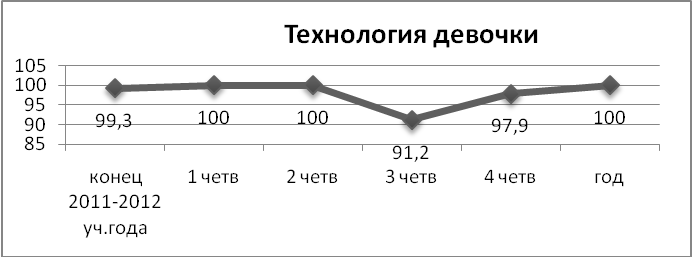 Технология девочки
105
100
95
90
85
99,3
100
100
91,2
97,9
100
конец
2011-2012
уч.года
1 четв
2 четв
3 четв
4 четв
год